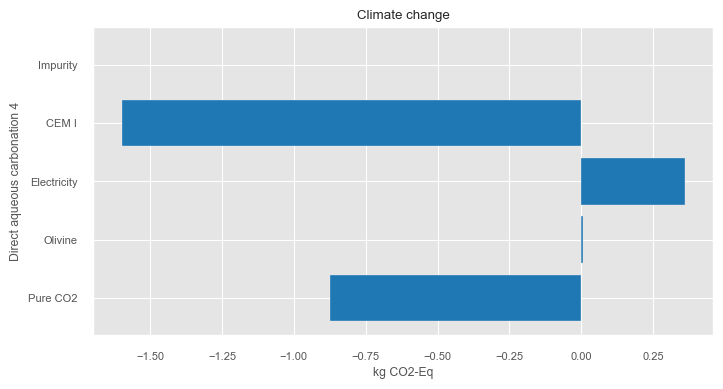 Climate change
Direct aqueous carbonation 4
Impurity
CEM I
Electricity
Olivine
Pure CO2
−1.50 −1.25 −1.00 −0.75 −0.50 −0.25 0.00 0.25
kg CO2-Eq